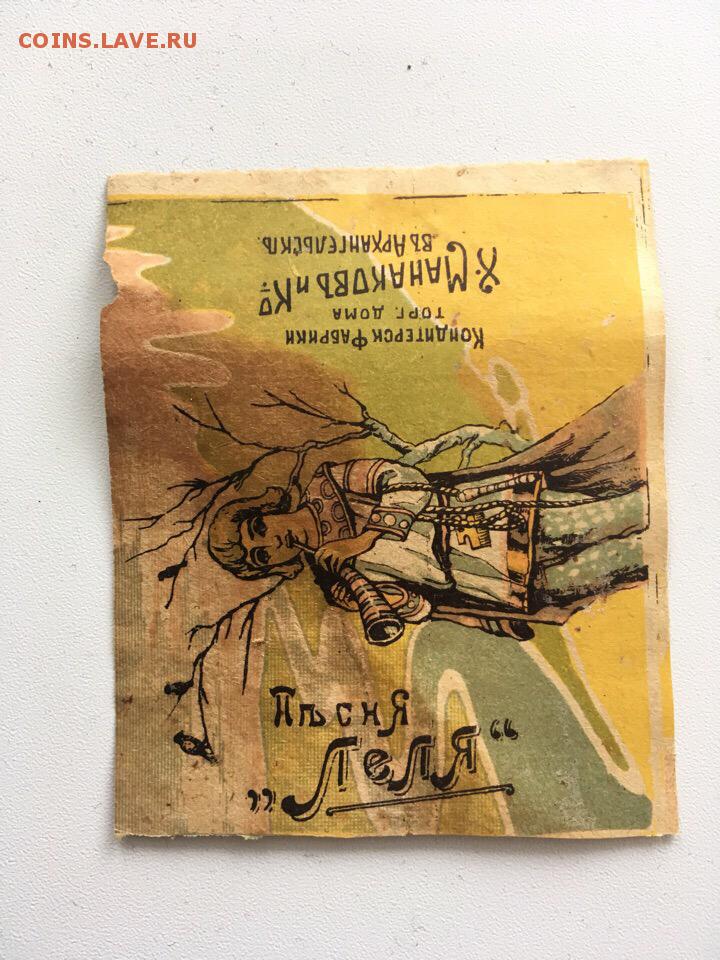 COINS.LAVE.RU
Кондитерск Фабрики
торг. дома
Х. Манаковъ и Ко
въ Архангельскѣ.
Пѣсня
„Леля“